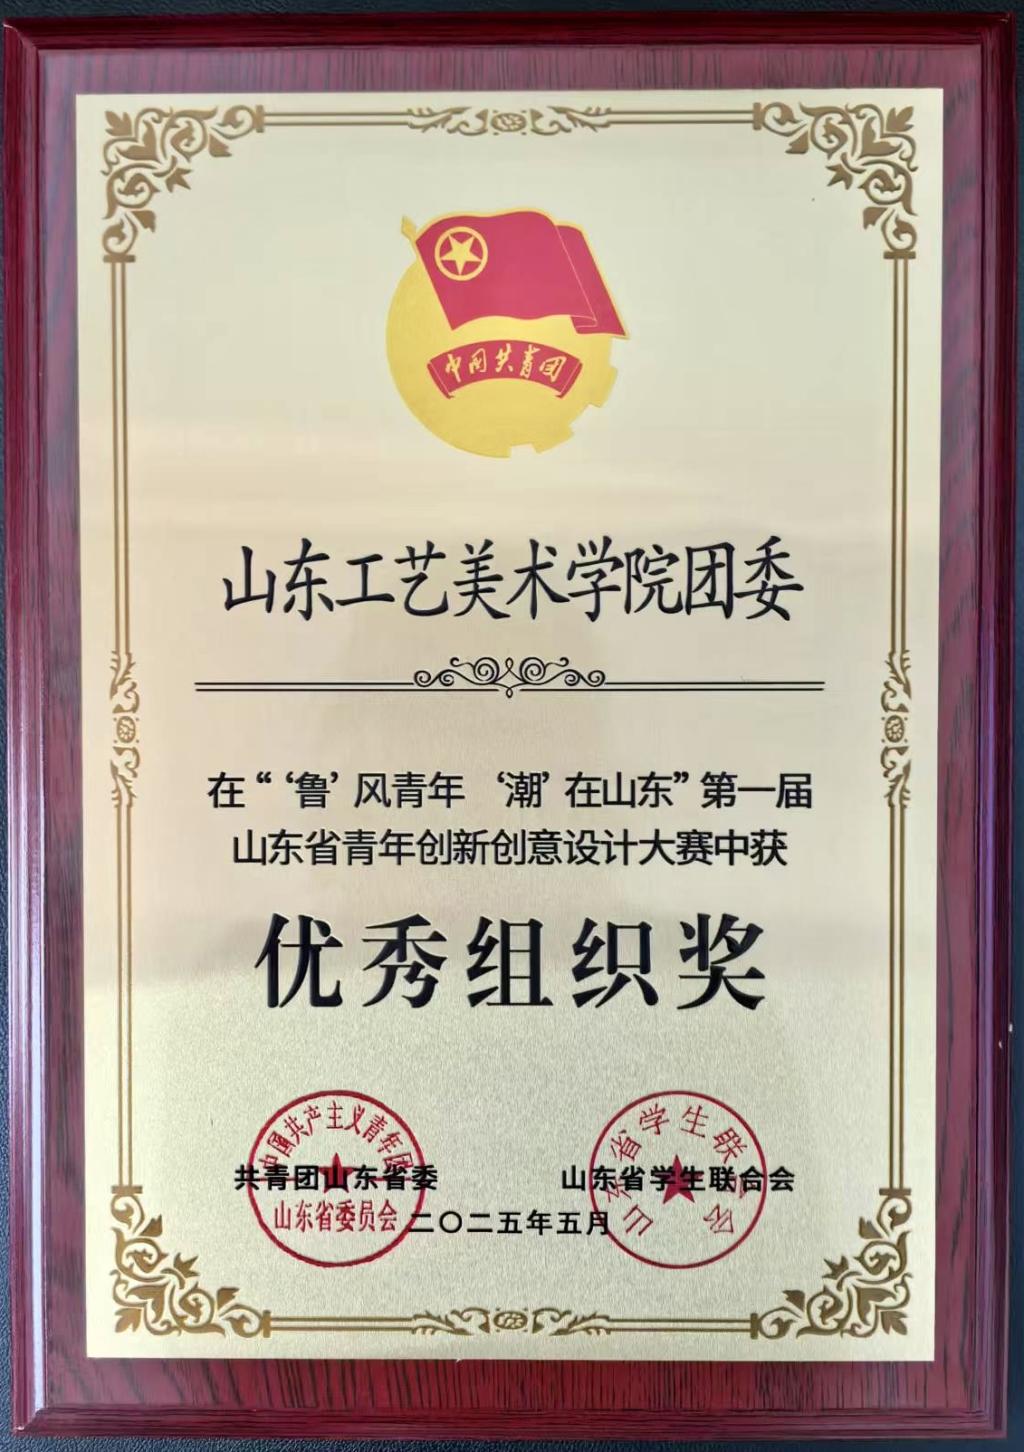 中国共青团
山东工艺美术学院团委
在“‘鲁’风青年 ‘潮’在山东”第一届
山东省青年创新创意设计大赛中获
优秀组织奖
中国共产主义青年团
山东省委员会
共青团山东省委
山东省学生联合会
山东省学生联合会
二〇二五年五月